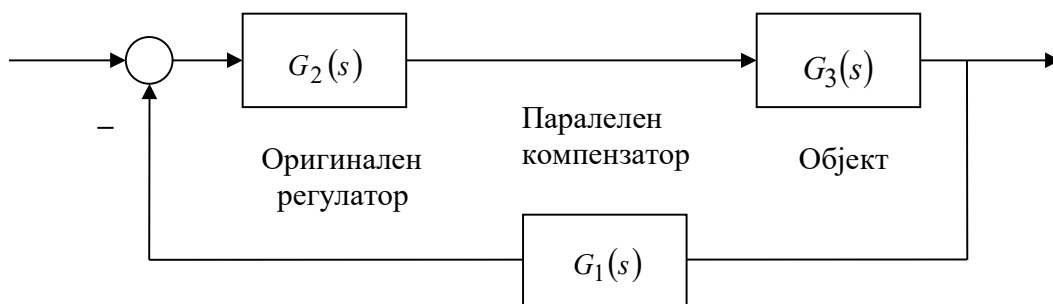 G₂(s)
G₃(s)
–
Паралелен
компензатор
Оригинален
регулатор
Објект
G₁(s)